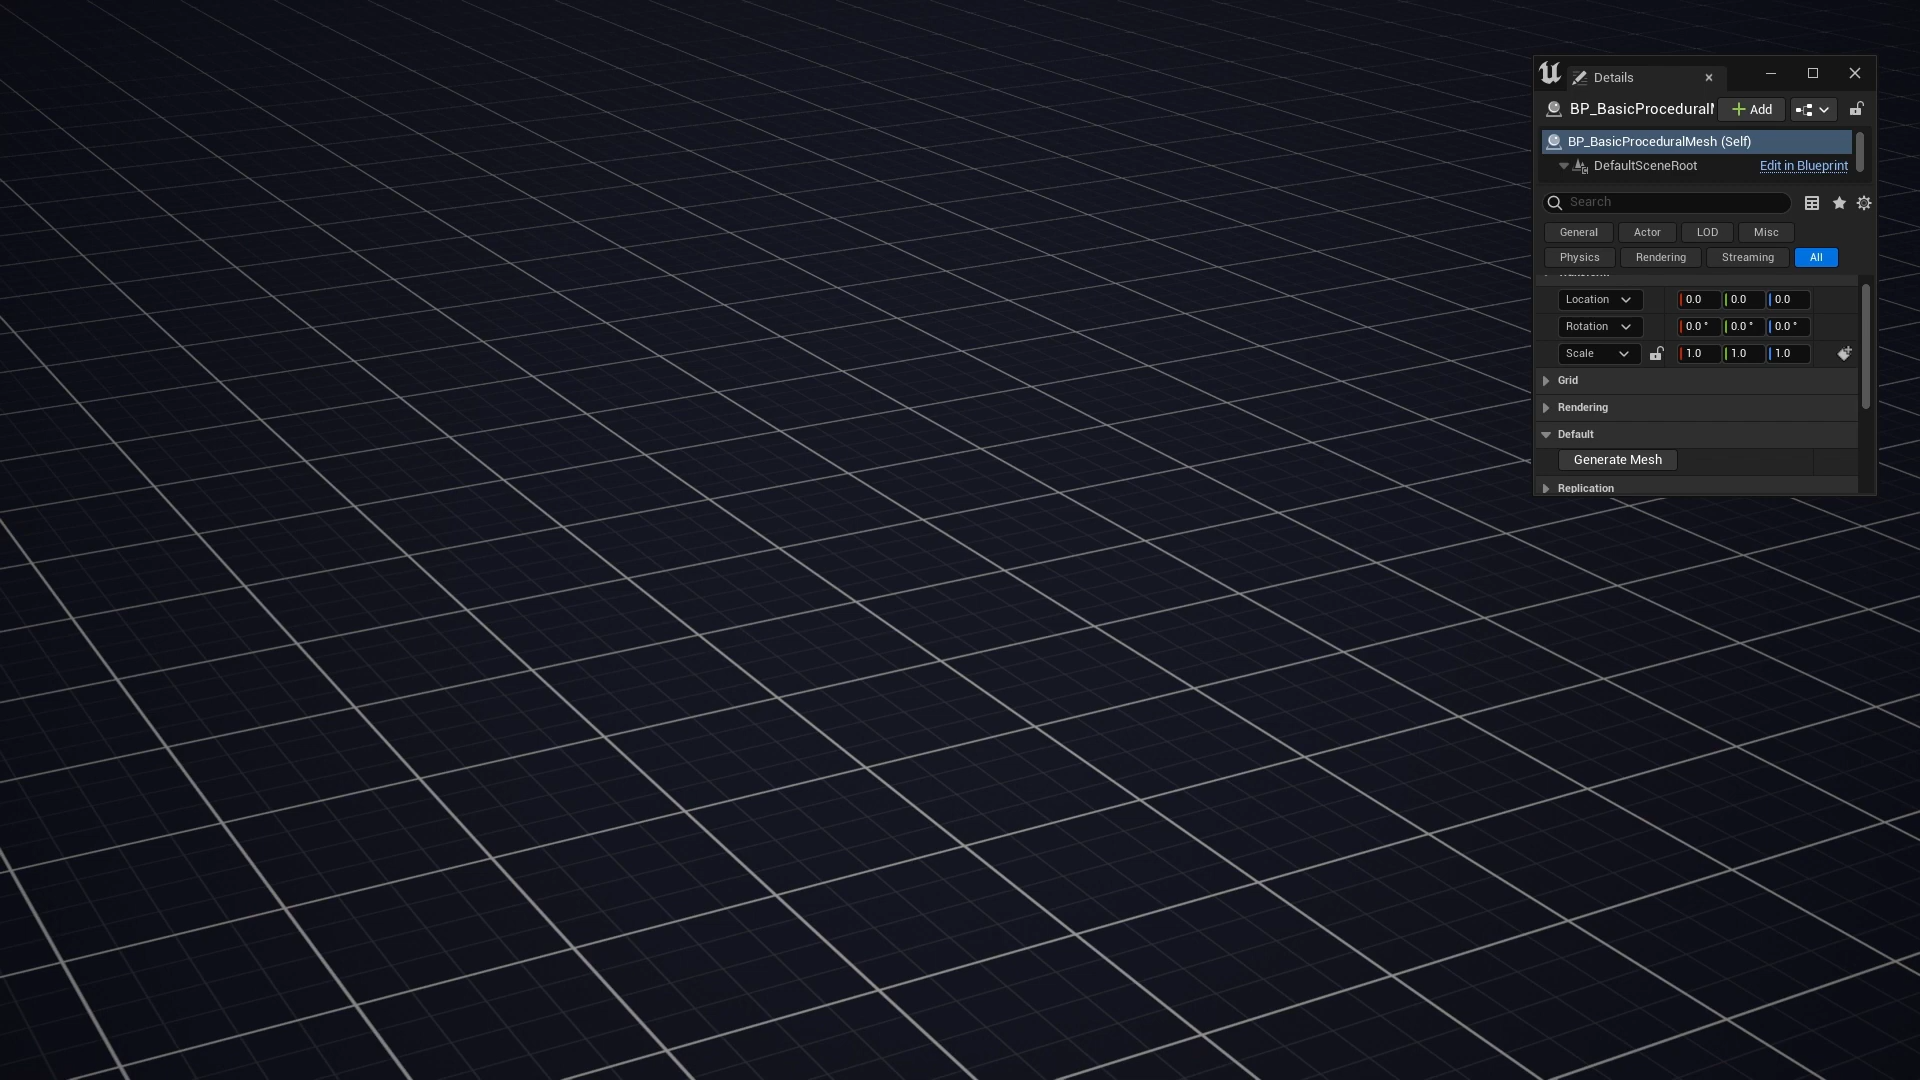 Details
BP_BasicProceduralM
Add
BP_BasicProceduralMesh (Self)
DefaultSceneRoot Edit in Blueprint
Search
General Actor LOD Misc
Physics Rendering Streaming All
Location 0.0 0.0 0.0
Rotation 0.0 ° 0.0 ° 0.0 °
Scale 1.0 1.0 1.0
Grid
Rendering
Default
Generate Mesh
Replication